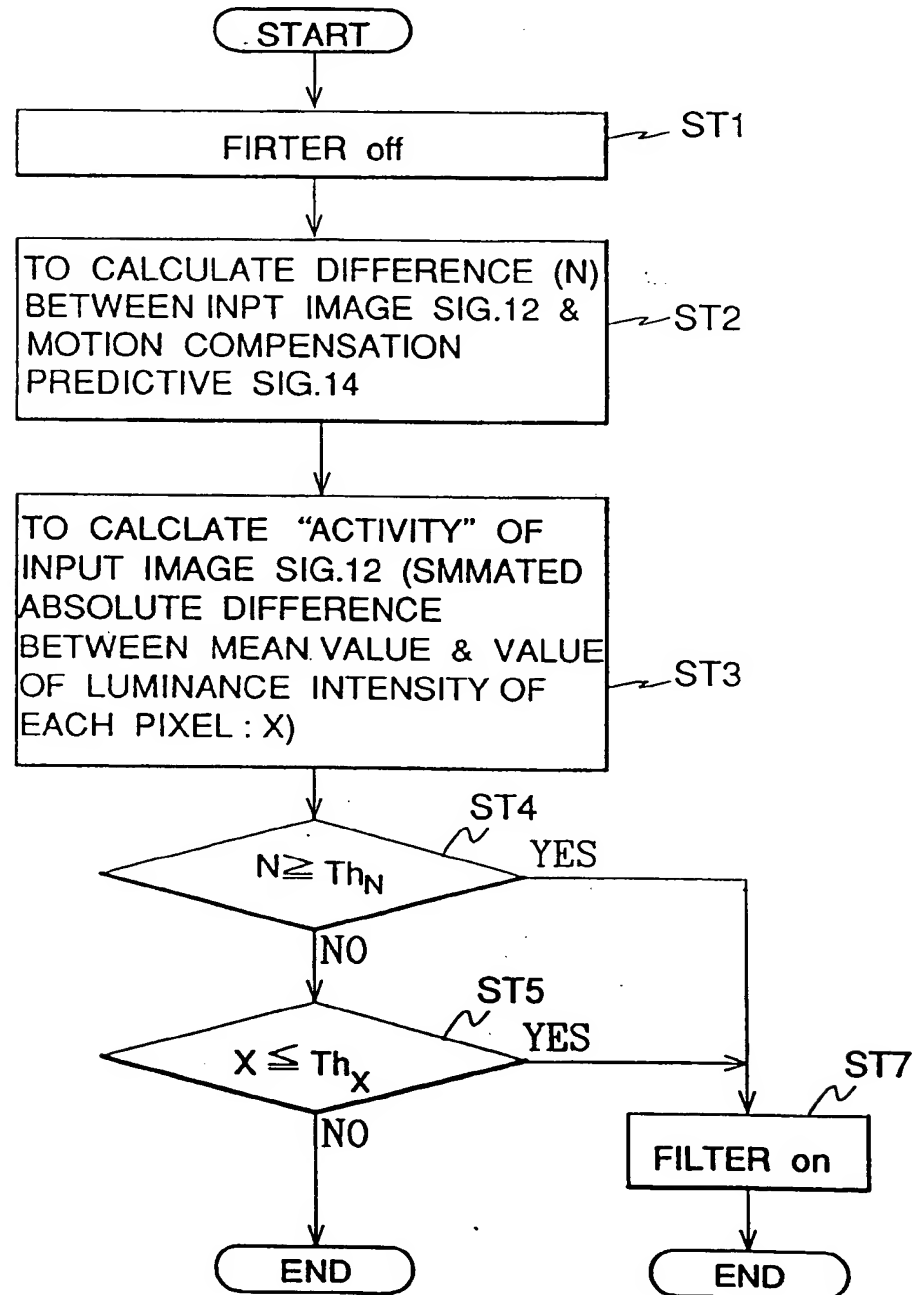 START
FIRTER off
ST1
TO CALCULATE DIFFERENCE (N)
BETWEEN INPT IMAGE SIG.12 &
MOTION COMPENSATION
PREDICTIVE SIG.14
ST2
TO CALCLATE “ACTIVITY” OF
INPUT IMAGE SIG.12 (SMMATED
ABSOLUTE DIFFERENCE
BETWEEN MEAN VALUE & VALUE
OF LUMINANCE INTENSITY OF
EACH PIXEL : X)
ST3
ST4
N≧ ThN
YES
NO
ST5
X ≦ ThX
YES
NO
ST7
FILTER on
END
END